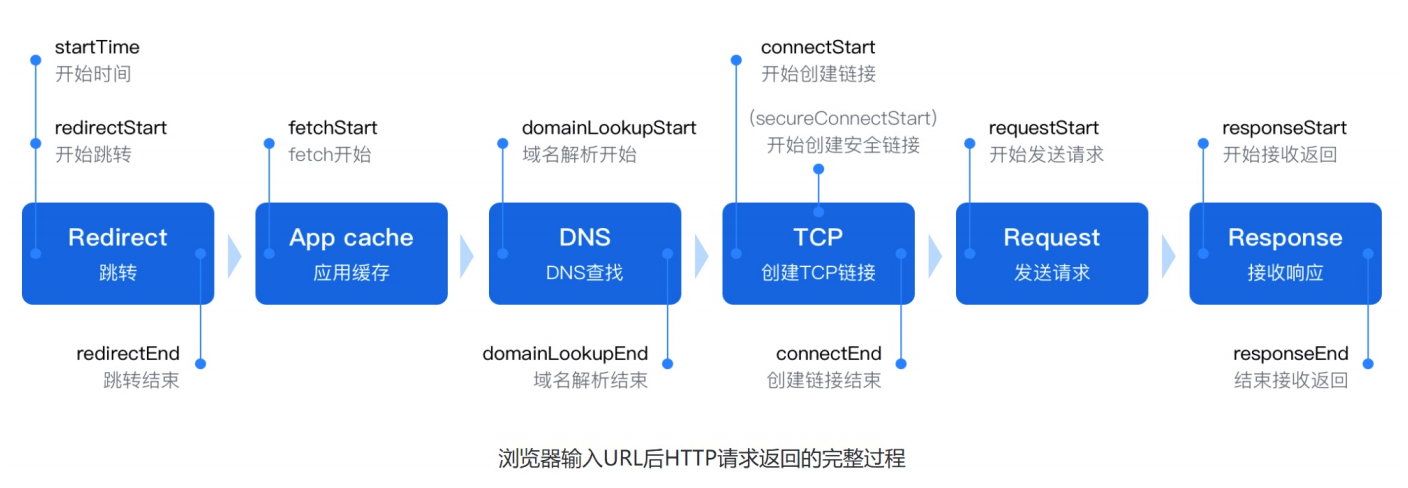 startTime
开始时间
redirectStart
开始跳转
fetchStart
fetch开始
domainLookupStart
域名解析开始
connectStart
开始创建链接
(secureConnectStart)
开始创建安全链接
requestStart
开始发送请求
responseStart
开始接收返回
Redirect
跳转
App cache
应用缓存
DNS
DNS查找
TCP
创建TCP链接
Request
发送请求
Response
接收响应
redirectEnd
跳转结束
domainLookupEnd
域名解析结束
connectEnd
创建链接结束
responseEnd
结束接收返回
浏览器输入URL后HTTP请求返回的完整过程